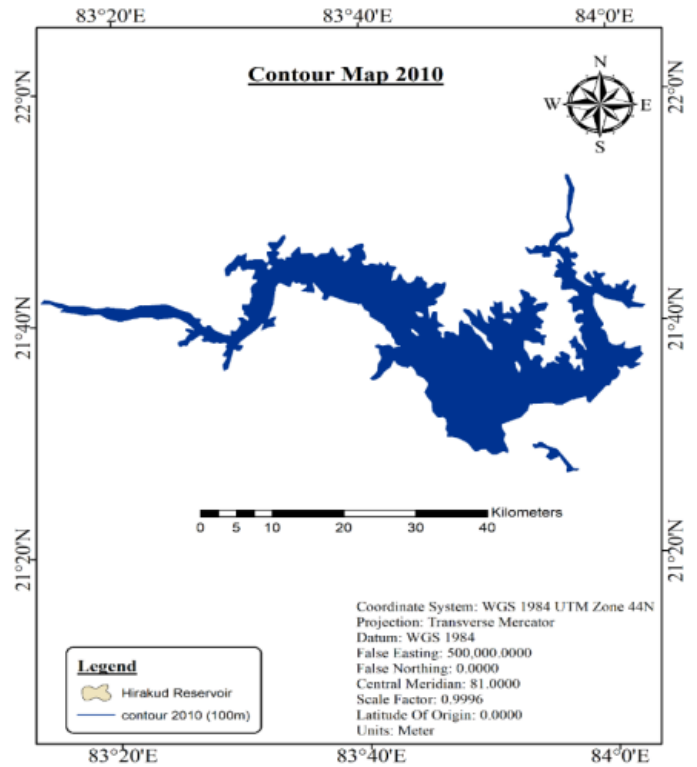 83°20'E 83°40'E 84°0'E
Contour Map 2010
N
W E
S
22°0'N 22°0'N
21°40'N 21°40'N
21°20'N 21°20'N
Kilometers
0 5 10 20 30 40
Coordinate System: WGS 1984 UTM Zone 44N
Projection: Transverse Mercator
Datum: WGS 1984
False Easting: 500,000.0000
False Northing: 0.0000
Central Meridian: 81.0000
Scale Factor: 0.9996
Latitude Of Origin: 0.0000
Units: Meter
Legend
Hirakud Reservoir
contour 2010 (100m)
83°20'E 83°40'E 84°0'E